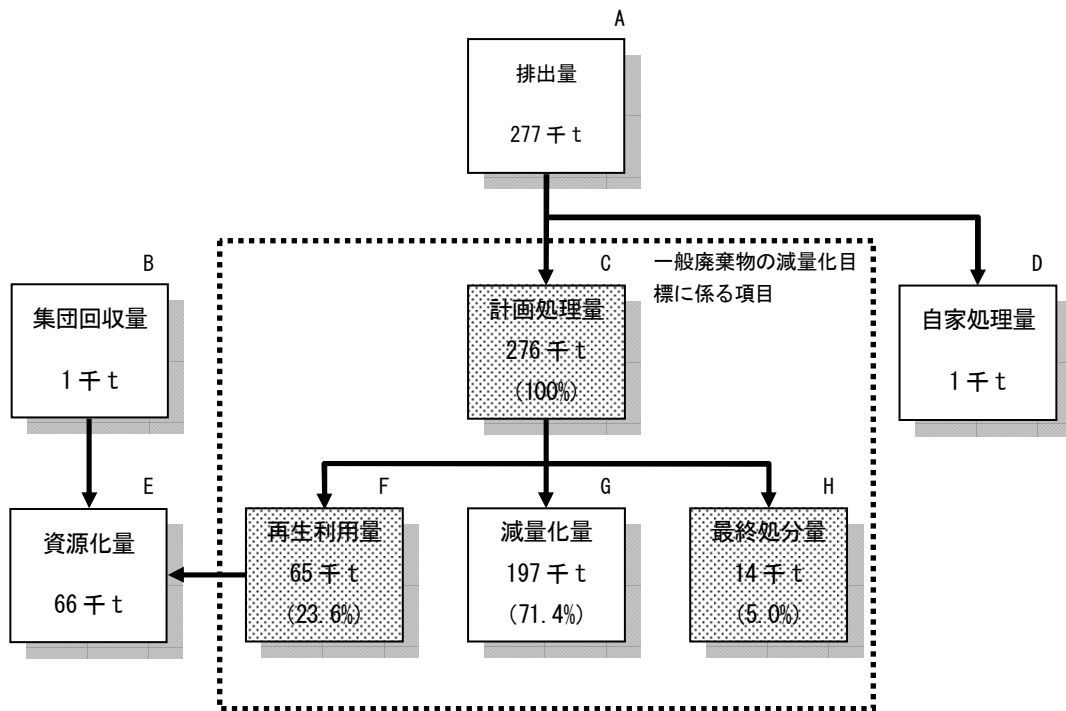 A
排出量
277千t
B
集団回収量
1千t
C
一般廃棄物の減量化目
標に係る項目
計画処理量
276千t
(100%)
D
自家処理量
1千t
E
資源化量
66千t
F
再生利用量
65千t
(23.6%)
G
減量化量
197千t
(71.4%)
H
最終処分量
14千t
(5.0%)